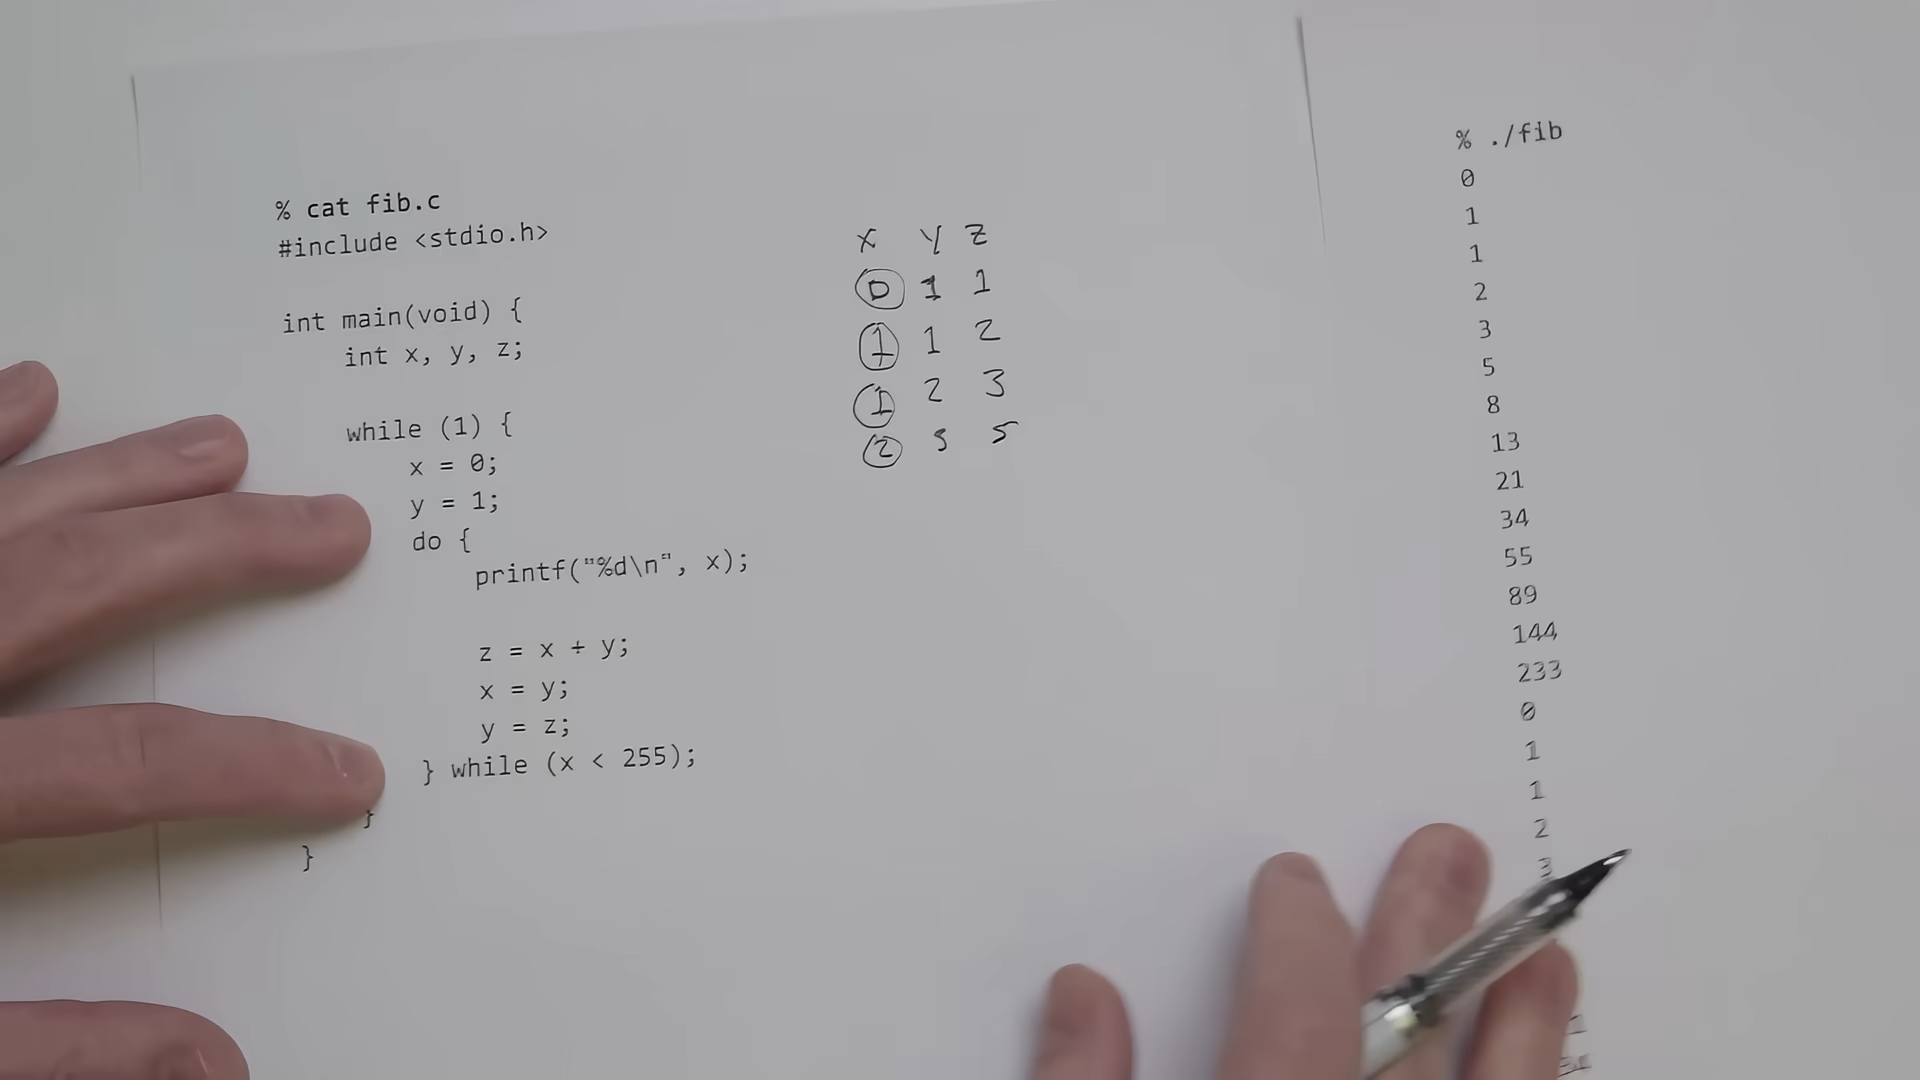 % cat fib.c
#include <stdio.h>
int main(void) {
int x, y, z;
while (1) {
x = 0;
y = 1;
do {
printf("%d\n", x);
z = x + y;
x = y;
y = z;
} while (x < 255);
}
}
x y z
0 1 1
1 1 2
1 2 3
2 3 5
% ./fib
0
1
1
2
3
5
8
13
21
34
55
89
144
233
0
1
1
2
3